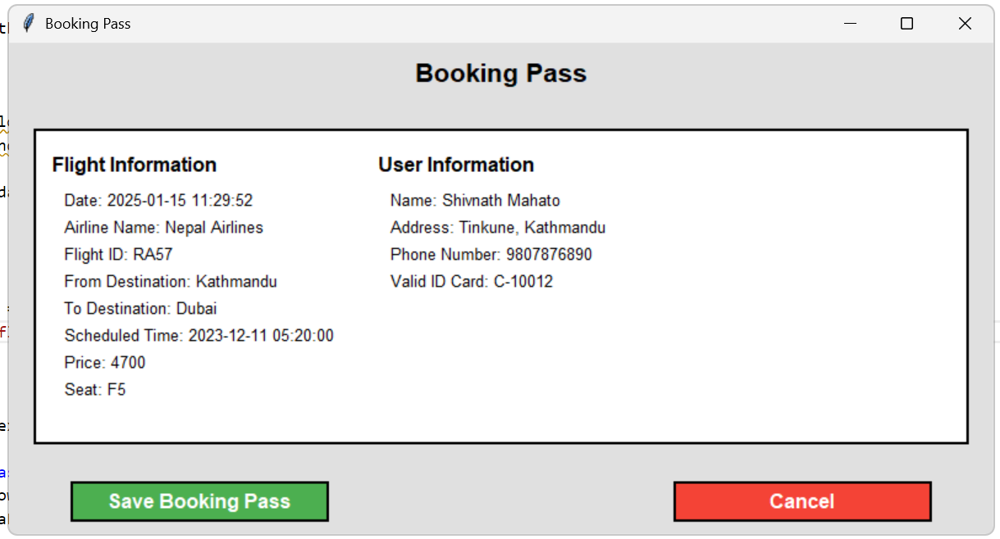 Booking Pass
Booking Pass
Flight Information
Date: 2025-01-15 11:29:52
Airline Name: Nepal Airlines
Flight ID: RA57
From Destination: Kathmandu
To Destination: Dubai
Scheduled Time: 2023-12-11 05:20:00
Price: 4700
Seat: F5
User Information
Name: Shivnath Mahato
Address: Tinkune, Kathmandu
Phone Number: 9807876890
Valid ID Card: C-10012
Save Booking Pass
Cancel